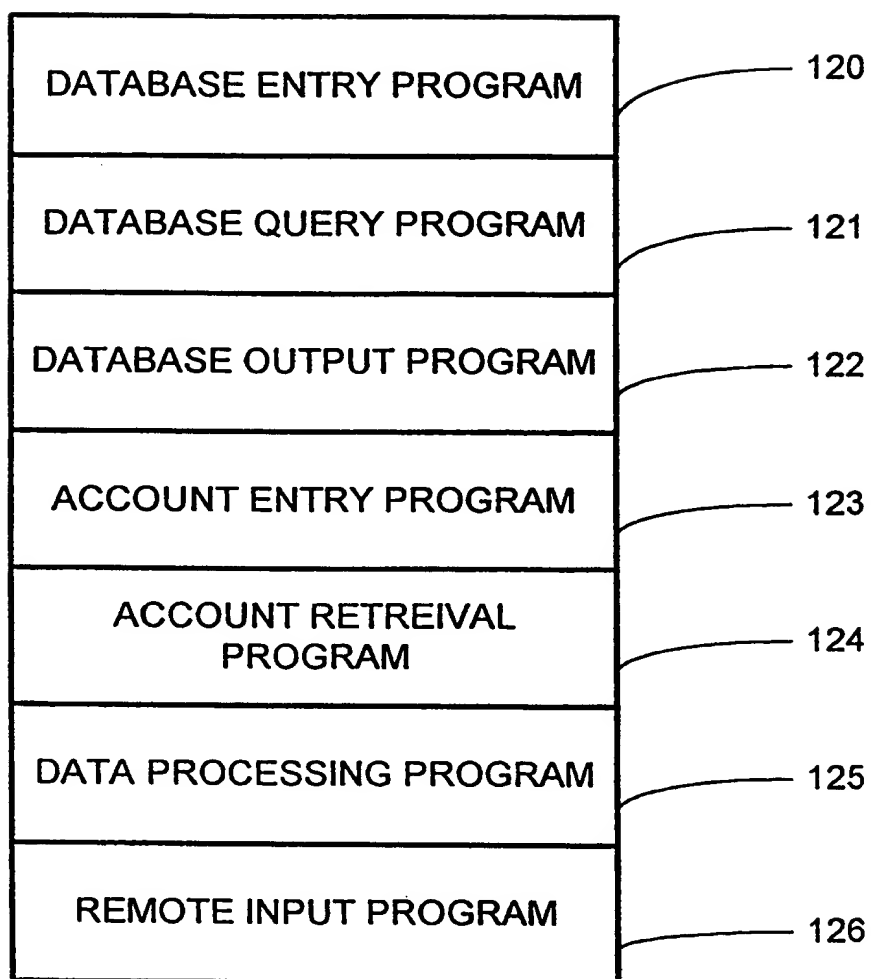 DATABASE ENTRY PROGRAM
120
DATABASE QUERY PROGRAM
121
DATABASE OUTPUT PROGRAM
122
ACCOUNT ENTRY PROGRAM
123
ACCOUNT RETREIVAL
PROGRAM
124
DATA PROCESSING PROGRAM
125
REMOTE INPUT PROGRAM
126